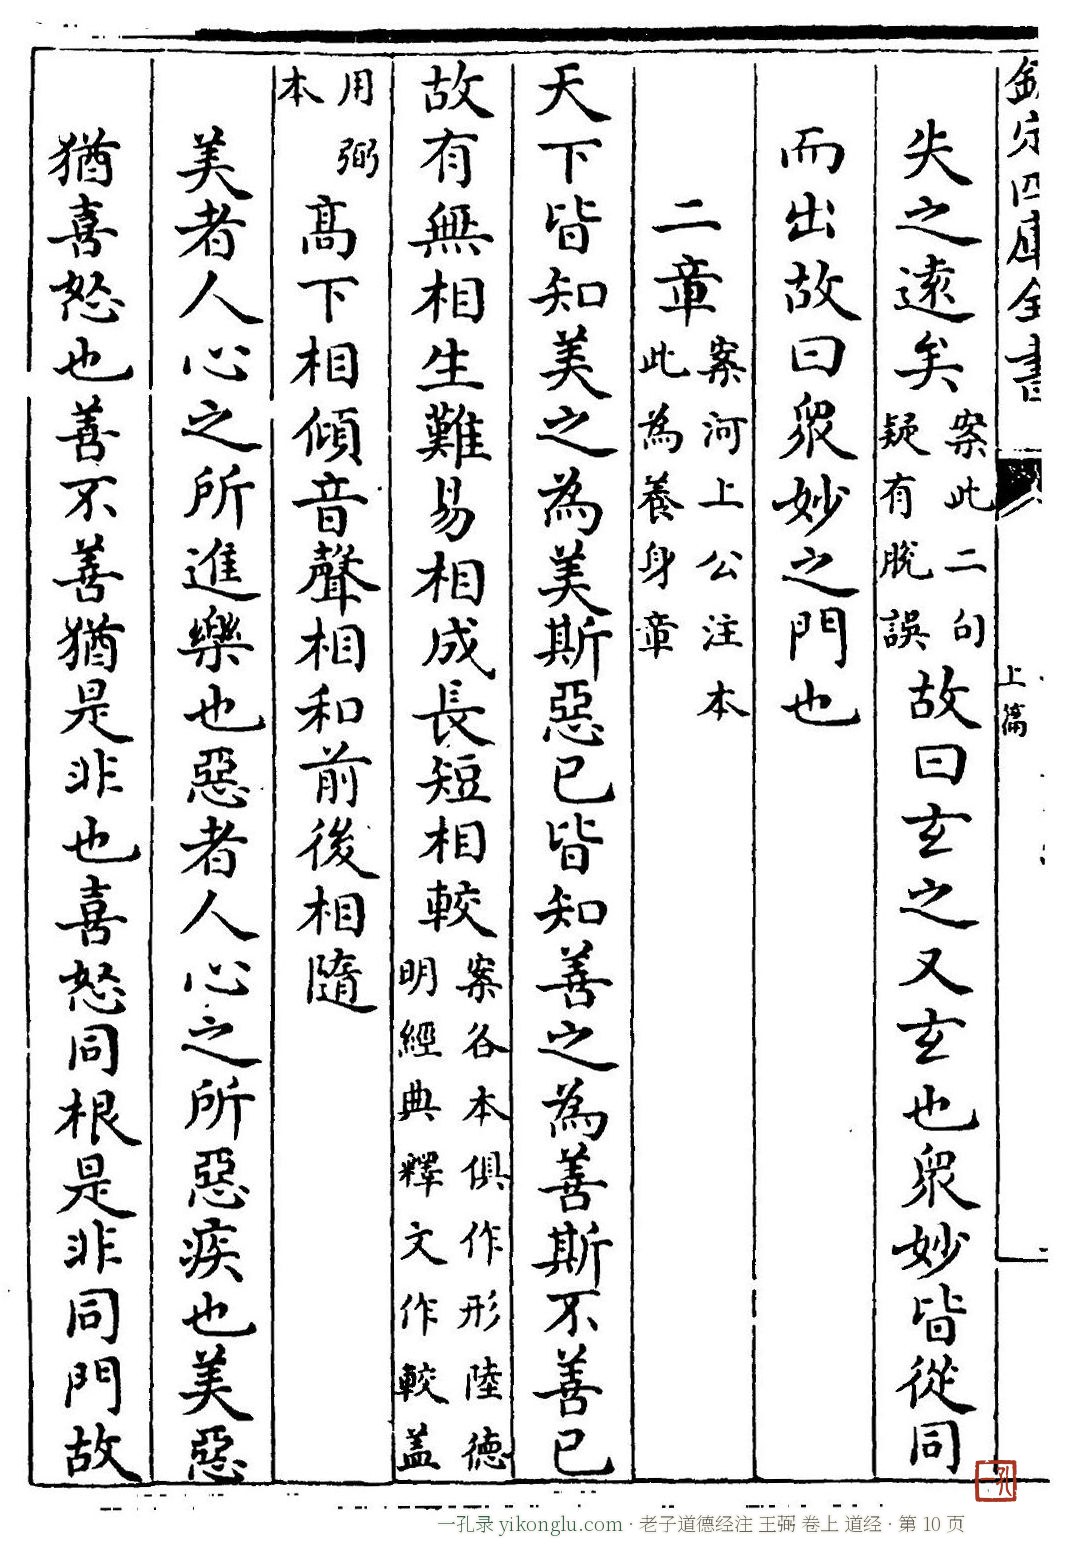 欽定四庫全書
上篇
失之遠矣案此二句疑有脫誤故曰玄之又玄也衆妙皆從同
而出故曰衆妙之門也
二章案河上公注本此為養身章
天下皆知美之為美斯惡已皆知善之為善斯不善已
故有無相生難易相成長短相較案各本俱作形陸德明經典釋文作較蓋
用弼本高下相傾音聲相和前後相隨
美者人心之所進樂也惡者人心之所惡疾也美惡
猶喜怒也善不善猶是非也喜怒同根是非同門故
一孔录 yikonglu.com · 老子道德经注 王弼 卷上 道经 · 第 10 页